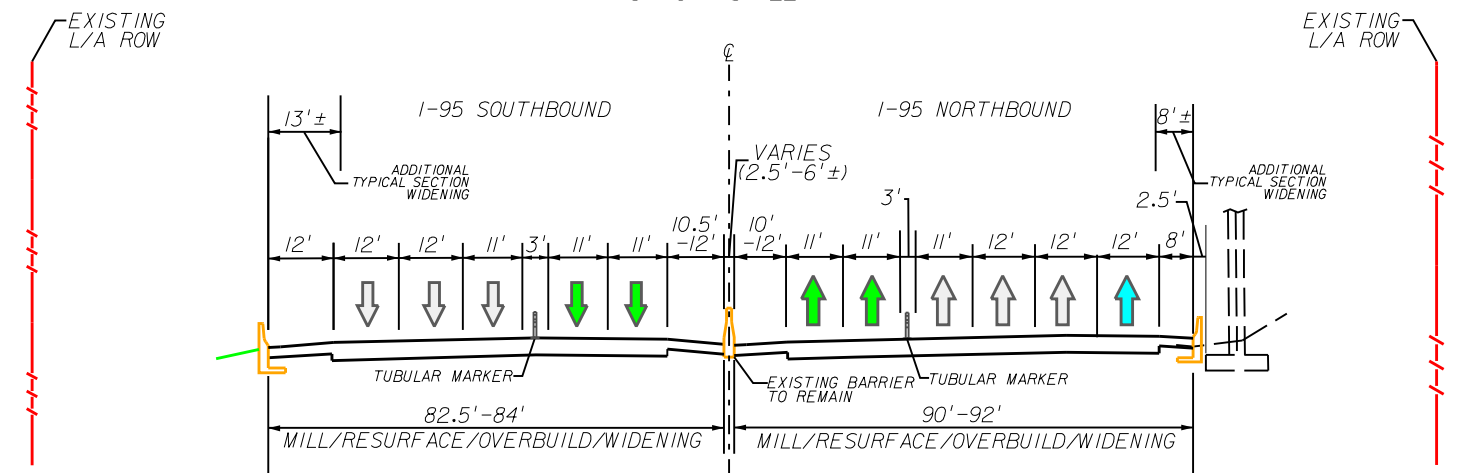 EXISTING
L/A ROW
EXISTING
L/A ROW
℄
I-95 SOUTHBOUND
I-95 NORTHBOUND
13'±
8'±
VARIES
(2.5'-6'±)
ADDITIONAL
TYPICAL SECTION
WIDENING
ADDITIONAL
TYPICAL SECTION
WIDENING
3'
2.5'
12'
12'
12'
11'
3'
11'
11'
10.5'
-12'
10'
-12'
11'
11'
11'
12'
12'
12'
8'
TUBULAR MARKER
EXISTING BARRIER
TO REMAIN
TUBULAR MARKER
82.5'-84'
90'-92'
MILL/RESURFACE/OVERBUILD/WIDENING
MILL/RESURFACE/OVERBUILD/WIDENING